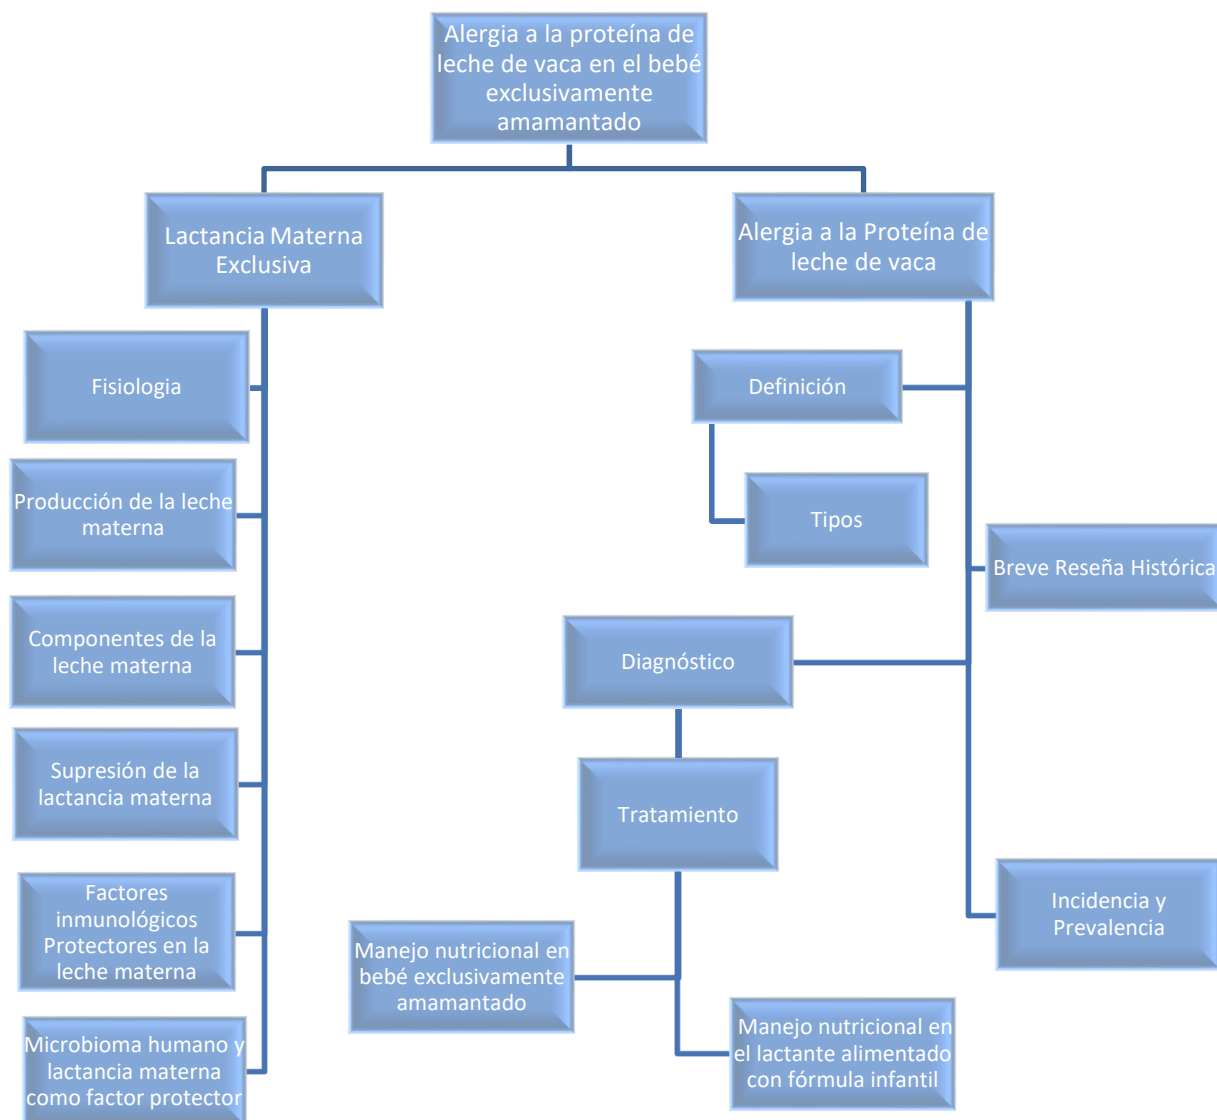 Alergia a la proteína de
leche de vaca en el bebé
exclusivamente
amamantado
Lactancia Materna
Exclusiva
Alergia a la Proteína de
leche de vaca
Fisiologia
Producción de la leche
materna
Componentes de la
leche materna
Supresión de la
lactancia materna
Factores
inmunológicos
Protectores en la
leche materna
Microbioma humano y
lactancia materna
como factor protector
Definición
Tipos
Breve Reseña Histórica
Diagnóstico
Tratamiento
Manejo nutricional en
bebé exclusivamente
amamantado
Manejo nutricional en
el lactante alimentado
con fórmula infantil
Incidencia y
Prevalencia